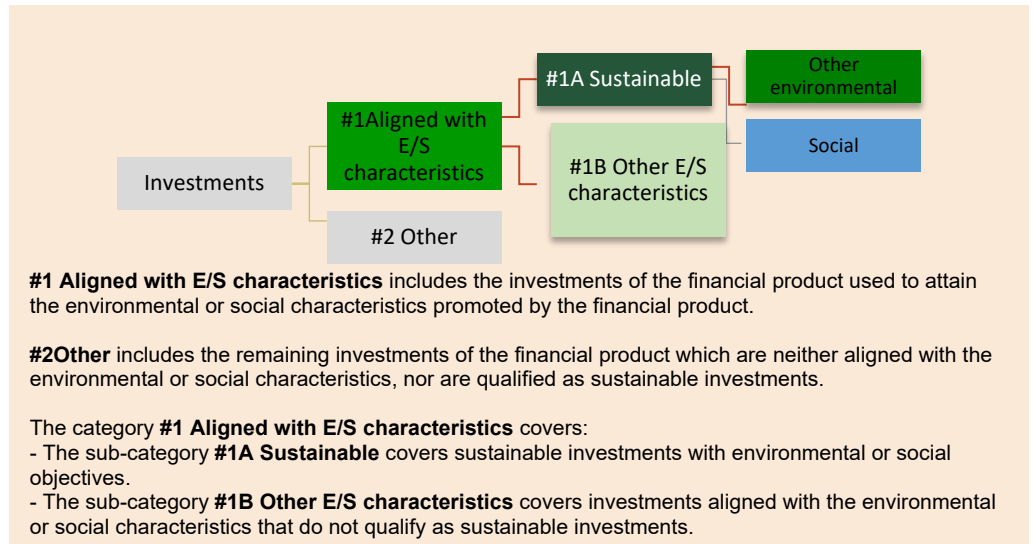 #1A Sustainable
Other
environmental
#1Aligned with
E/S
characteristics
Social
#1B Other E/S
characteristics
Investments
#2 Other
#1 Aligned with E/S characteristics includes the investments of the financial product used to attain
the environmental or social characteristics promoted by the financial product.
#2Other includes the remaining investments of the financial product which are neither aligned with the
environmental or social characteristics, nor are qualified as sustainable investments.
The category #1 Aligned with E/S characteristics covers:
- The sub-category #1A Sustainable covers sustainable investments with environmental or social
objectives.
- The sub-category #1B Other E/S characteristics covers investments aligned with the environmental
or social characteristics that do not qualify as sustainable investments.